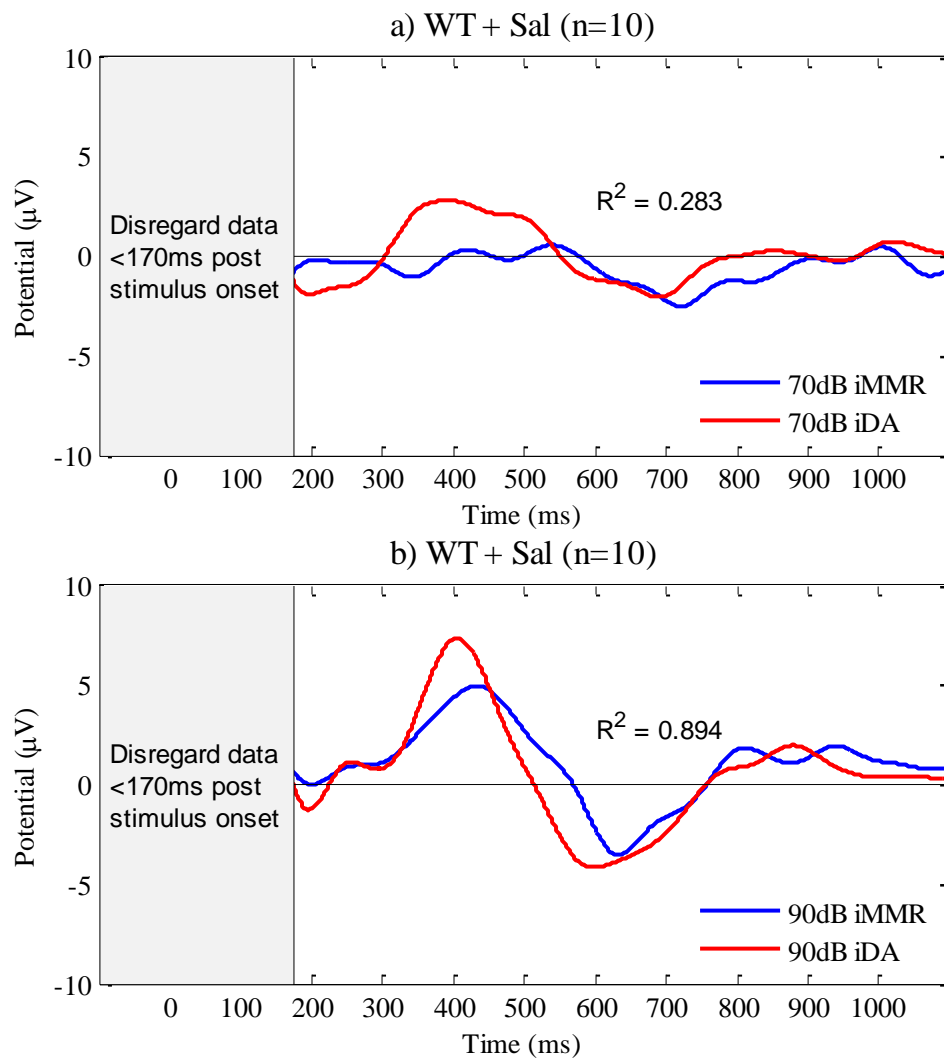 a) WT + Sal (n=10)
10
5
0
-5
-10
Potential (µV)
Disregard data
<170ms post
stimulus onset
R² = 0.283
70dB iMMR
70dB iDA
0 100 200 300 400 500 600 700 800 900 1000
Time (ms)
b) WT + Sal (n=10)
10
5
0
-5
-10
Potential (µV)
Disregard data
<170ms post
stimulus onset
R² = 0.894
90dB iMMR
90dB iDA
0 100 200 300 400 500 600 700 800 900 1000
Time (ms)